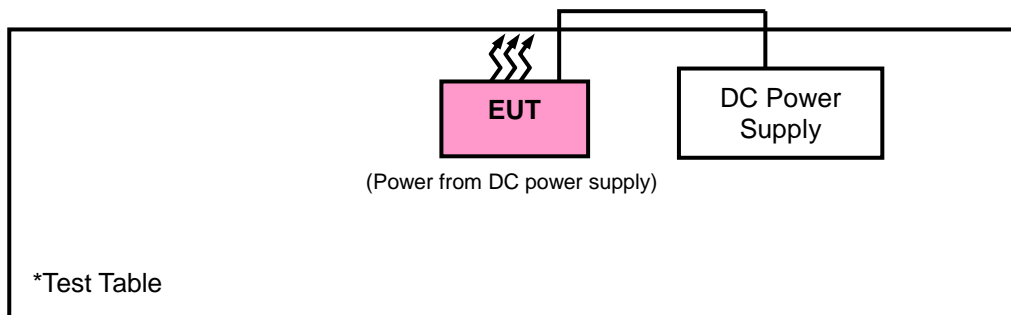 EUT
DC Power
Supply
(Power from DC power supply)
*Test Table